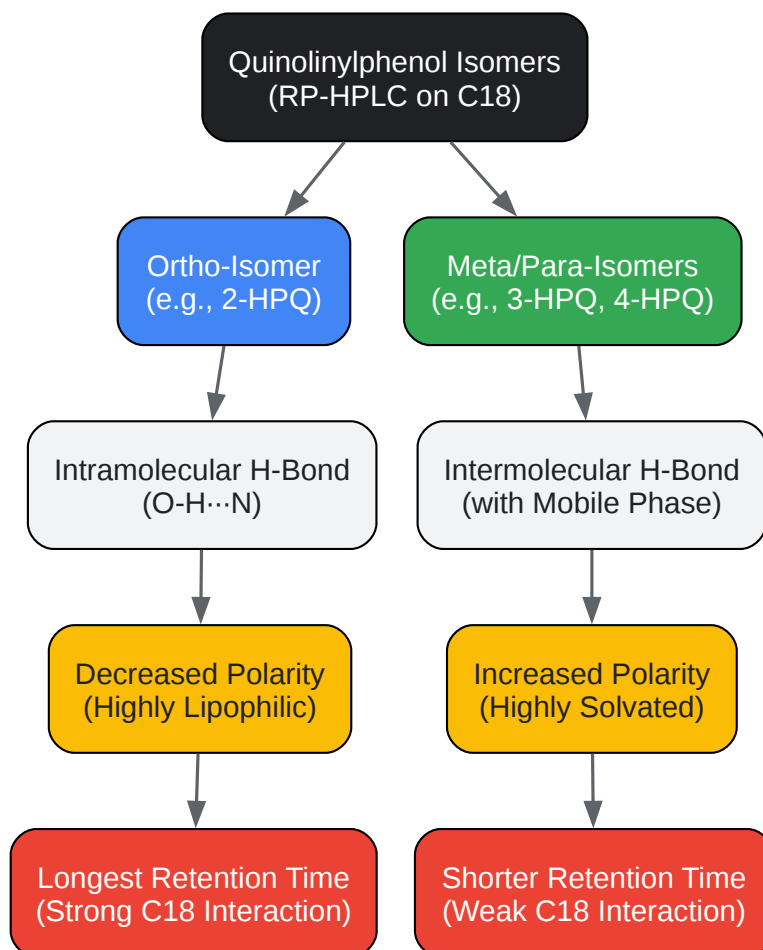 Quinolinylphenol Isomers
(RP-HPLC on C18)
Ortho-Isomer
(e.g., 2-HPQ)
Meta/Para-Isomers
(e.g., 3-HPQ, 4-HPQ)
Intramolecular H-Bond
(O-H···N)
Intermolecular H-Bond
(with Mobile Phase)
Decreased Polarity
(Highly Lipophilic)
Increased Polarity
(Highly Solvated)
Longest Retention Time
(Strong C18 Interaction)
Shorter Retention Time
(Weak C18 Interaction)